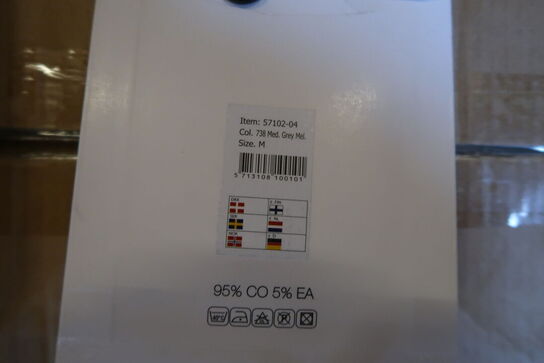 Item: 57102-04
Col. 738 Med. Grey Mel.
Size. M
5 713108 100101
95% CO 5% EA